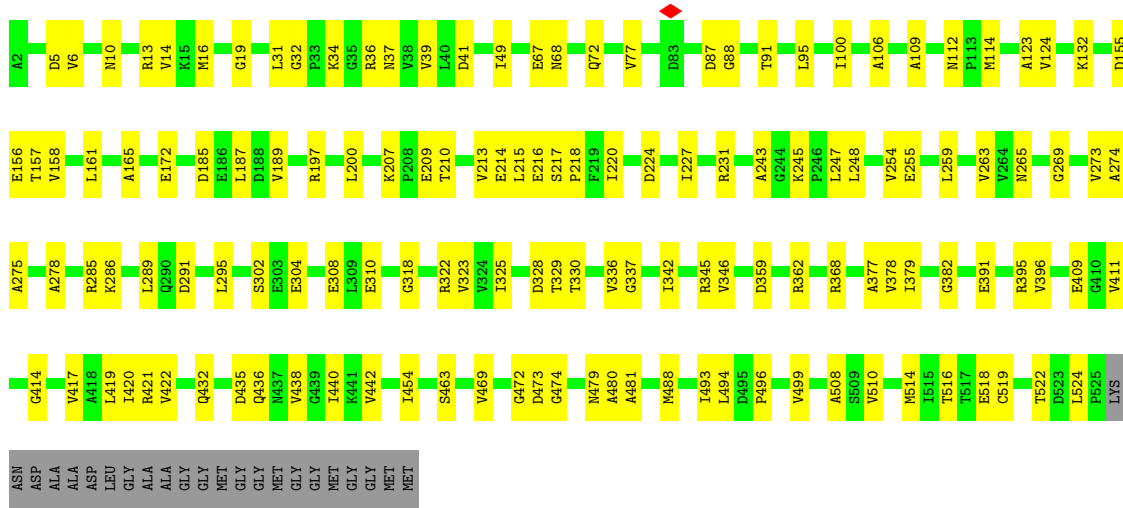 A2 D5 V6 N10 R13 V14 K15 M16 G19 L31 G32 P33 K34 G35 R36 N37 V38 V39 L40 D41 I49 E67 N68 Q72 V77 D83 D87 G88 T91 L95 I100 A106 A109 N112 P113 M114 A123 V124 K132 D155
E156 T157 V158 L161 A165 E172 D185 E186 L187 D188 V189 R197 L200 K207 P208 E209 T210 V213 E214 L215 E216 S217 P218 F219 I220 D224 I227 R231 A243 G244 K245 P246 L247 L248 V254 E255 L259 V263 V264 N265 G269 V273 A274
A275 A278 R285 K286 L289 Q290 D291 L295 S302 E303 E304 E308 L309 E310 G318 R322 V323 V324 I325 D328 T329 T330 V336 G337 I342 R345 V346 D359 R362 R368 A377 V378 I379 G382 E391 R395 V396 E409 G410 V411
G414 V417 A418 L419 I420 R421 V422 Q432 D435 Q436 N437 V438 G439 I440 K441 V442 I454 S463 V469 G472 D473 G474 N479 A480 A481 M488 I493 L494 D495 P496 V499 A508 S509 V510 M514 I515 T516 T517 E518 C519 T522 D523 L524 P525 LYS
ASN ASP ALA ALA ASP LEU GLY ALA ALA GLY GLY MET GLY GLY MET GLY GLY MET GLY GLY MET MET